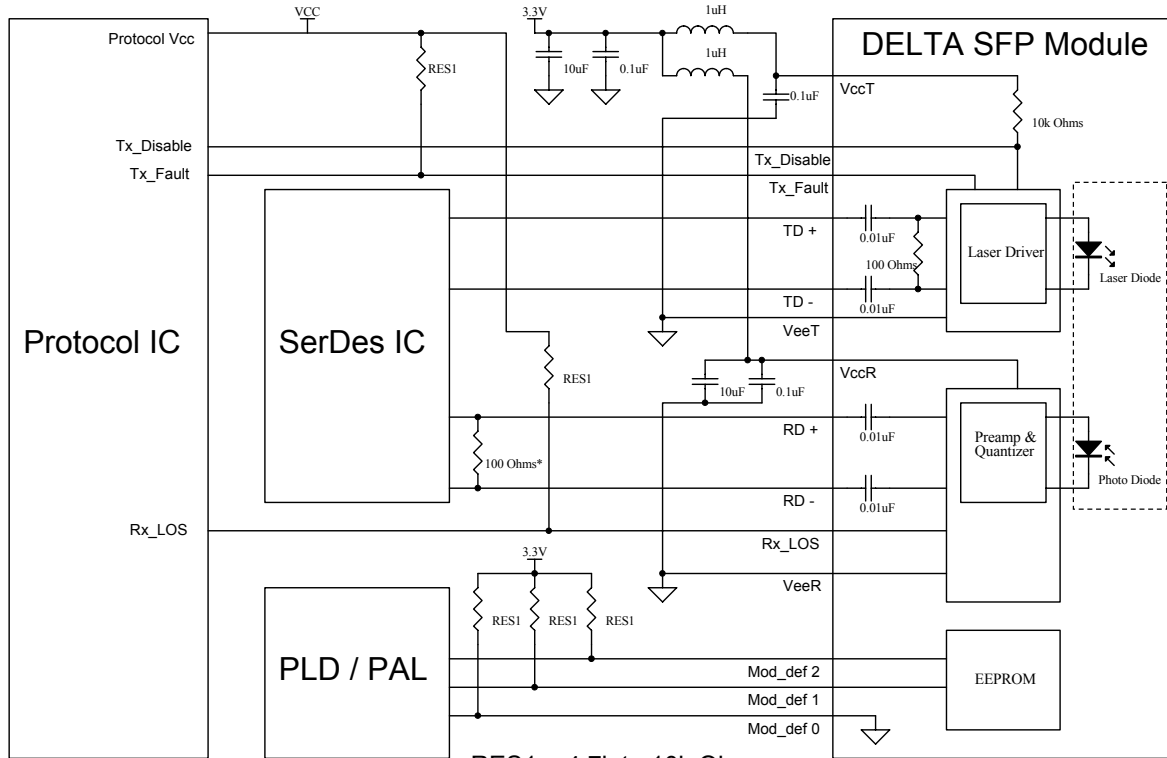 VCC
3.3V
1uH
Protocol Vcc
DELTA SFP Module
1uH
RES1
10uF
0.1uF
VccT
0.1uF
10k Ohms
Tx_Disable
Tx_Disable
Tx_Fault
Tx_Fault
TD +
0.01uF
Laser Driver
100 Ohms
Laser Diode
TD -
0.01uF
VeeT
Protocol IC
SerDes IC
RES1
VccR
10uF
0.1uF
RD +
0.01uF
Preamp &
Quantizer
100 Ohms*
Photo Diode
RD -
0.01uF
Rx_LOS
Rx_LOS
3.3V
VeeR
RES1
RES1
RES1
PLD / PAL
Mod_def 2
EEPROM
Mod_def 1
Mod_def 0